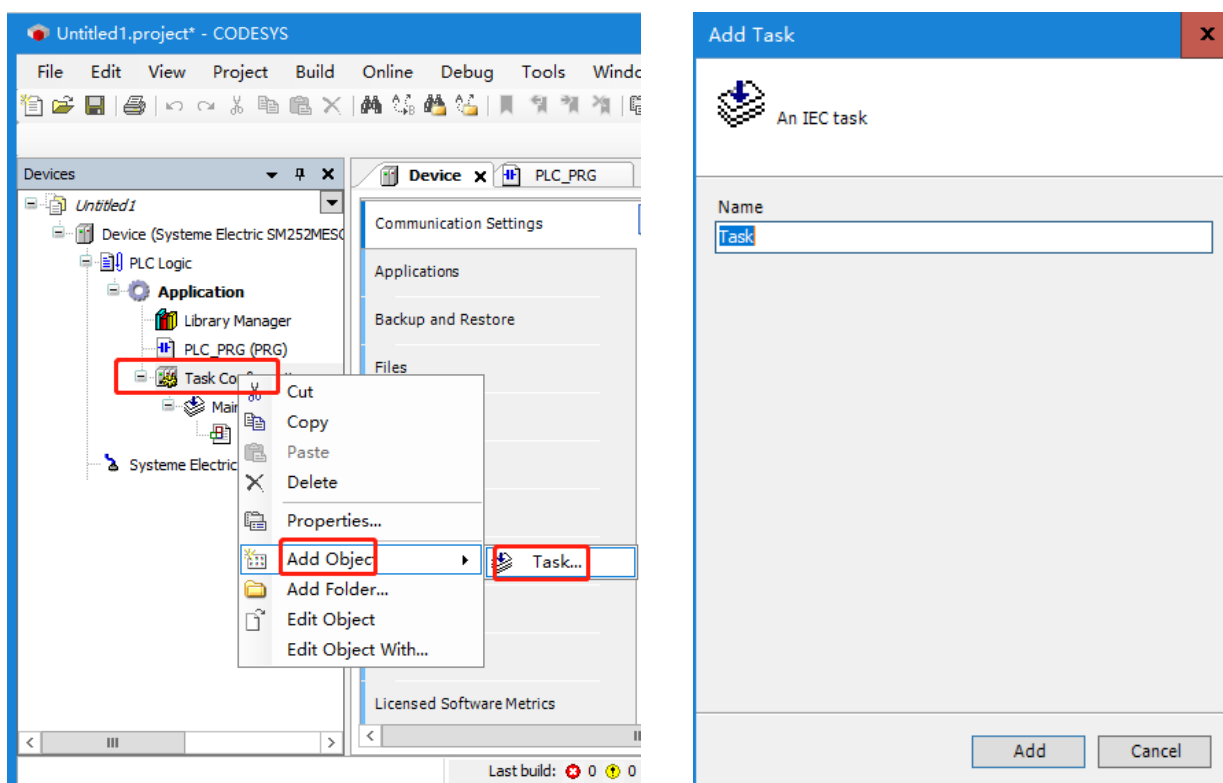 Untitled1.project* - CODESYS
File Edit View Project Build Online Debug Tools
Devices
Untitled1
Device (Systeme Electric
PLC Logic
Application
Library Manager
PLC_PRG (PRG)
Task
Systeme Electric
Device
PLC_PRG
Communication Settings
Applications
Backup and Restore
Files
Licensed Software Metrics
Cut
Copy
Paste
Delete
Properties...
Add Object
Task...
Add Folder...
Edit Object
Edit Object With...
Last build: 0 0
Add Task
An IEC task
Name
Task
Add Cancel